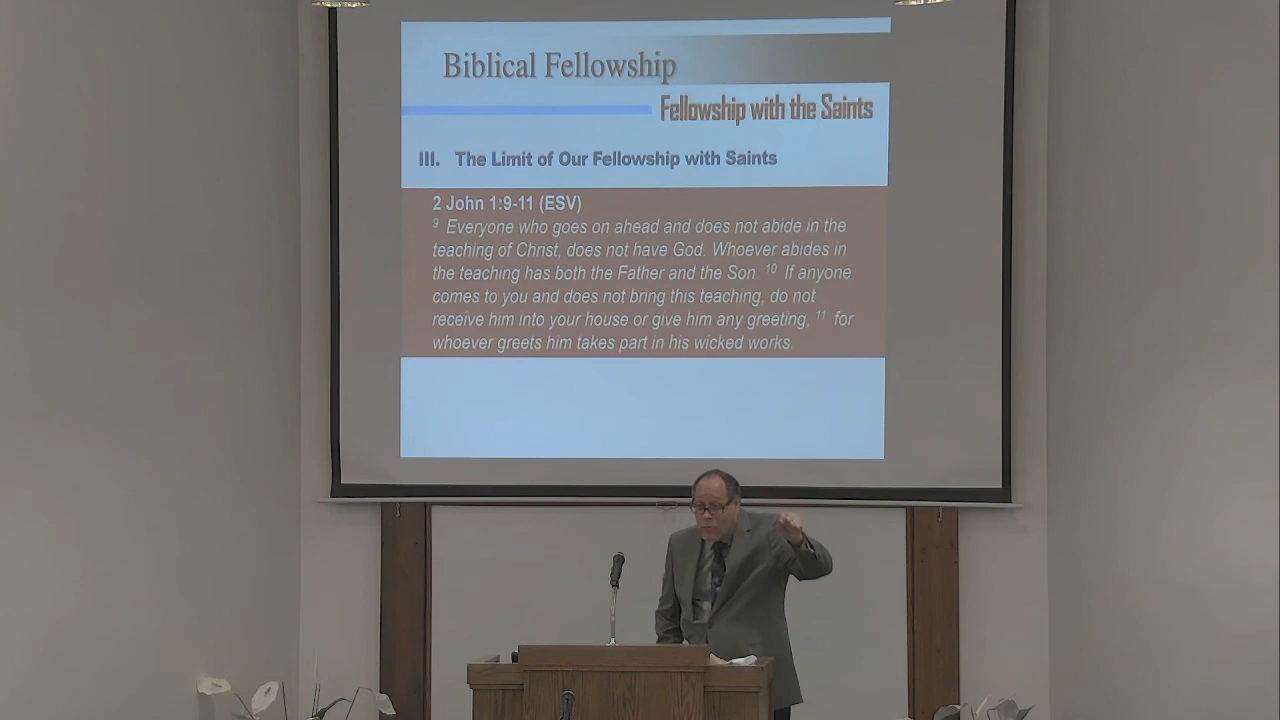 Biblical Fellowship
Fellowship with the Saints
III. The Limit of Our Fellowship with Saints
2 John 1:9-11 (ESV)
9 Everyone who goes on ahead and does not abide in the
teaching of Christ, does not have God. Whoever abides in
the teaching has both the Father and the Son. 10 If anyone
comes to you and does not bring this teaching, do not
receive him into your house or give him any greeting, 11 for
whoever greets him takes part in his wicked works.